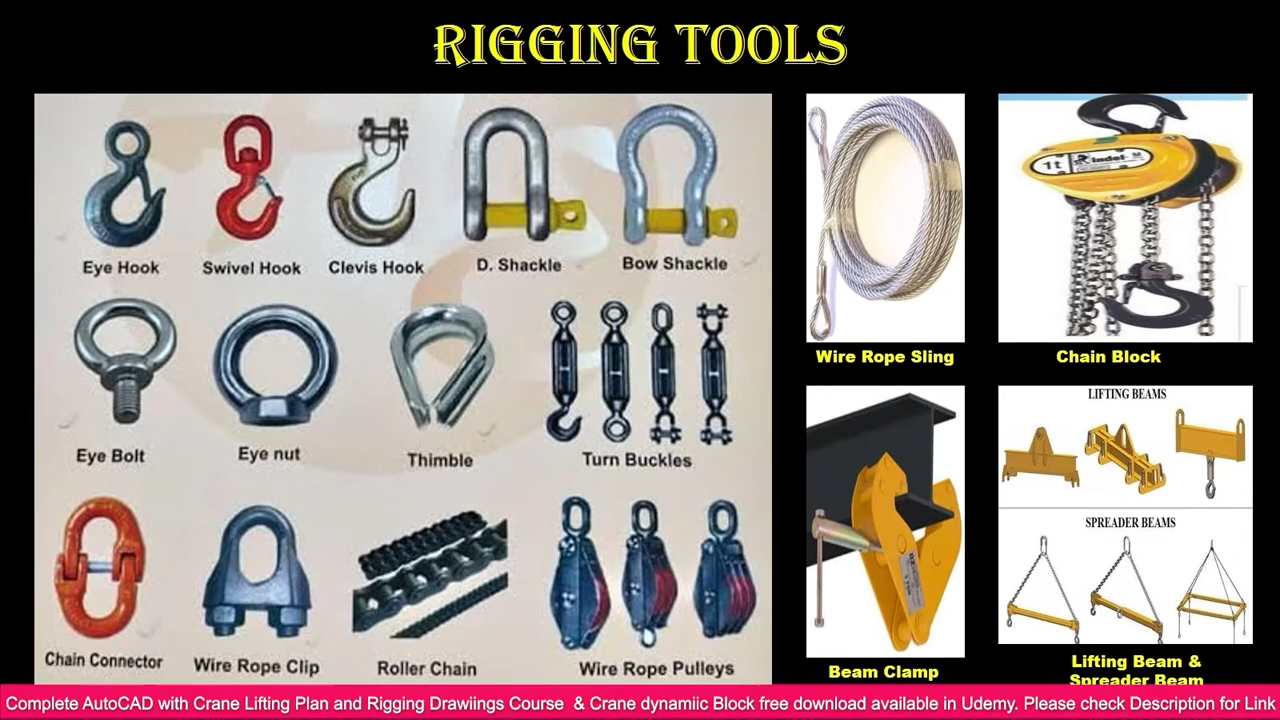 RIGGING TOOLS
Eye Hook
Swivel Hook
Clevis Hook
D. Shackle
Bow Shackle
Eye Bolt
Eye nut
Thimble
Turn Buckles
Chain Connector
Wire Rope Clip
Roller Chain
Wire Rope Pulleys
Wire Rope Sling
1t
Chain Block
Beam Clamp
LIFTING BEAMS
SPREADER BEAMS
Lifting Beam &
Spreader Beam
Complete AutoCAD with Crane Lifting Plan and Rigging Drawiings Course & Crane dynamiic Block free download available in Udemy. Please check Description for Link